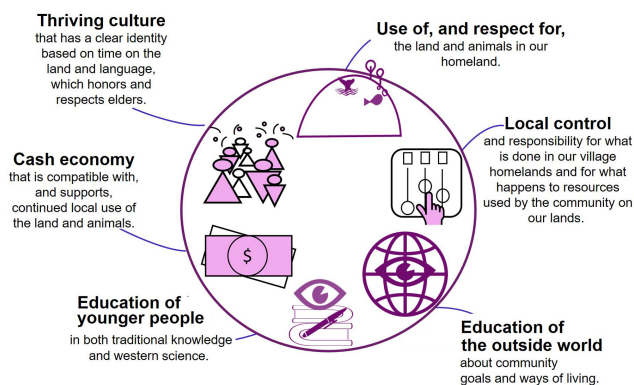 Thriving culture
that has a clear identity
based on time on the
land and language,
which honors and
respects elders.
Use of, and respect for,
the land and animals in our
homeland.
Local control
and responsibility for what
is done in our village
homelands and for what
happens to resources
used by the community on
our lands.
Cash economy
that is compatible with,
and supports,
continued local use of
the land and animals.
$
Education of
younger people
in both traditional knowledge
and western science.
Education of
the outside world
about community
goals and ways of living.